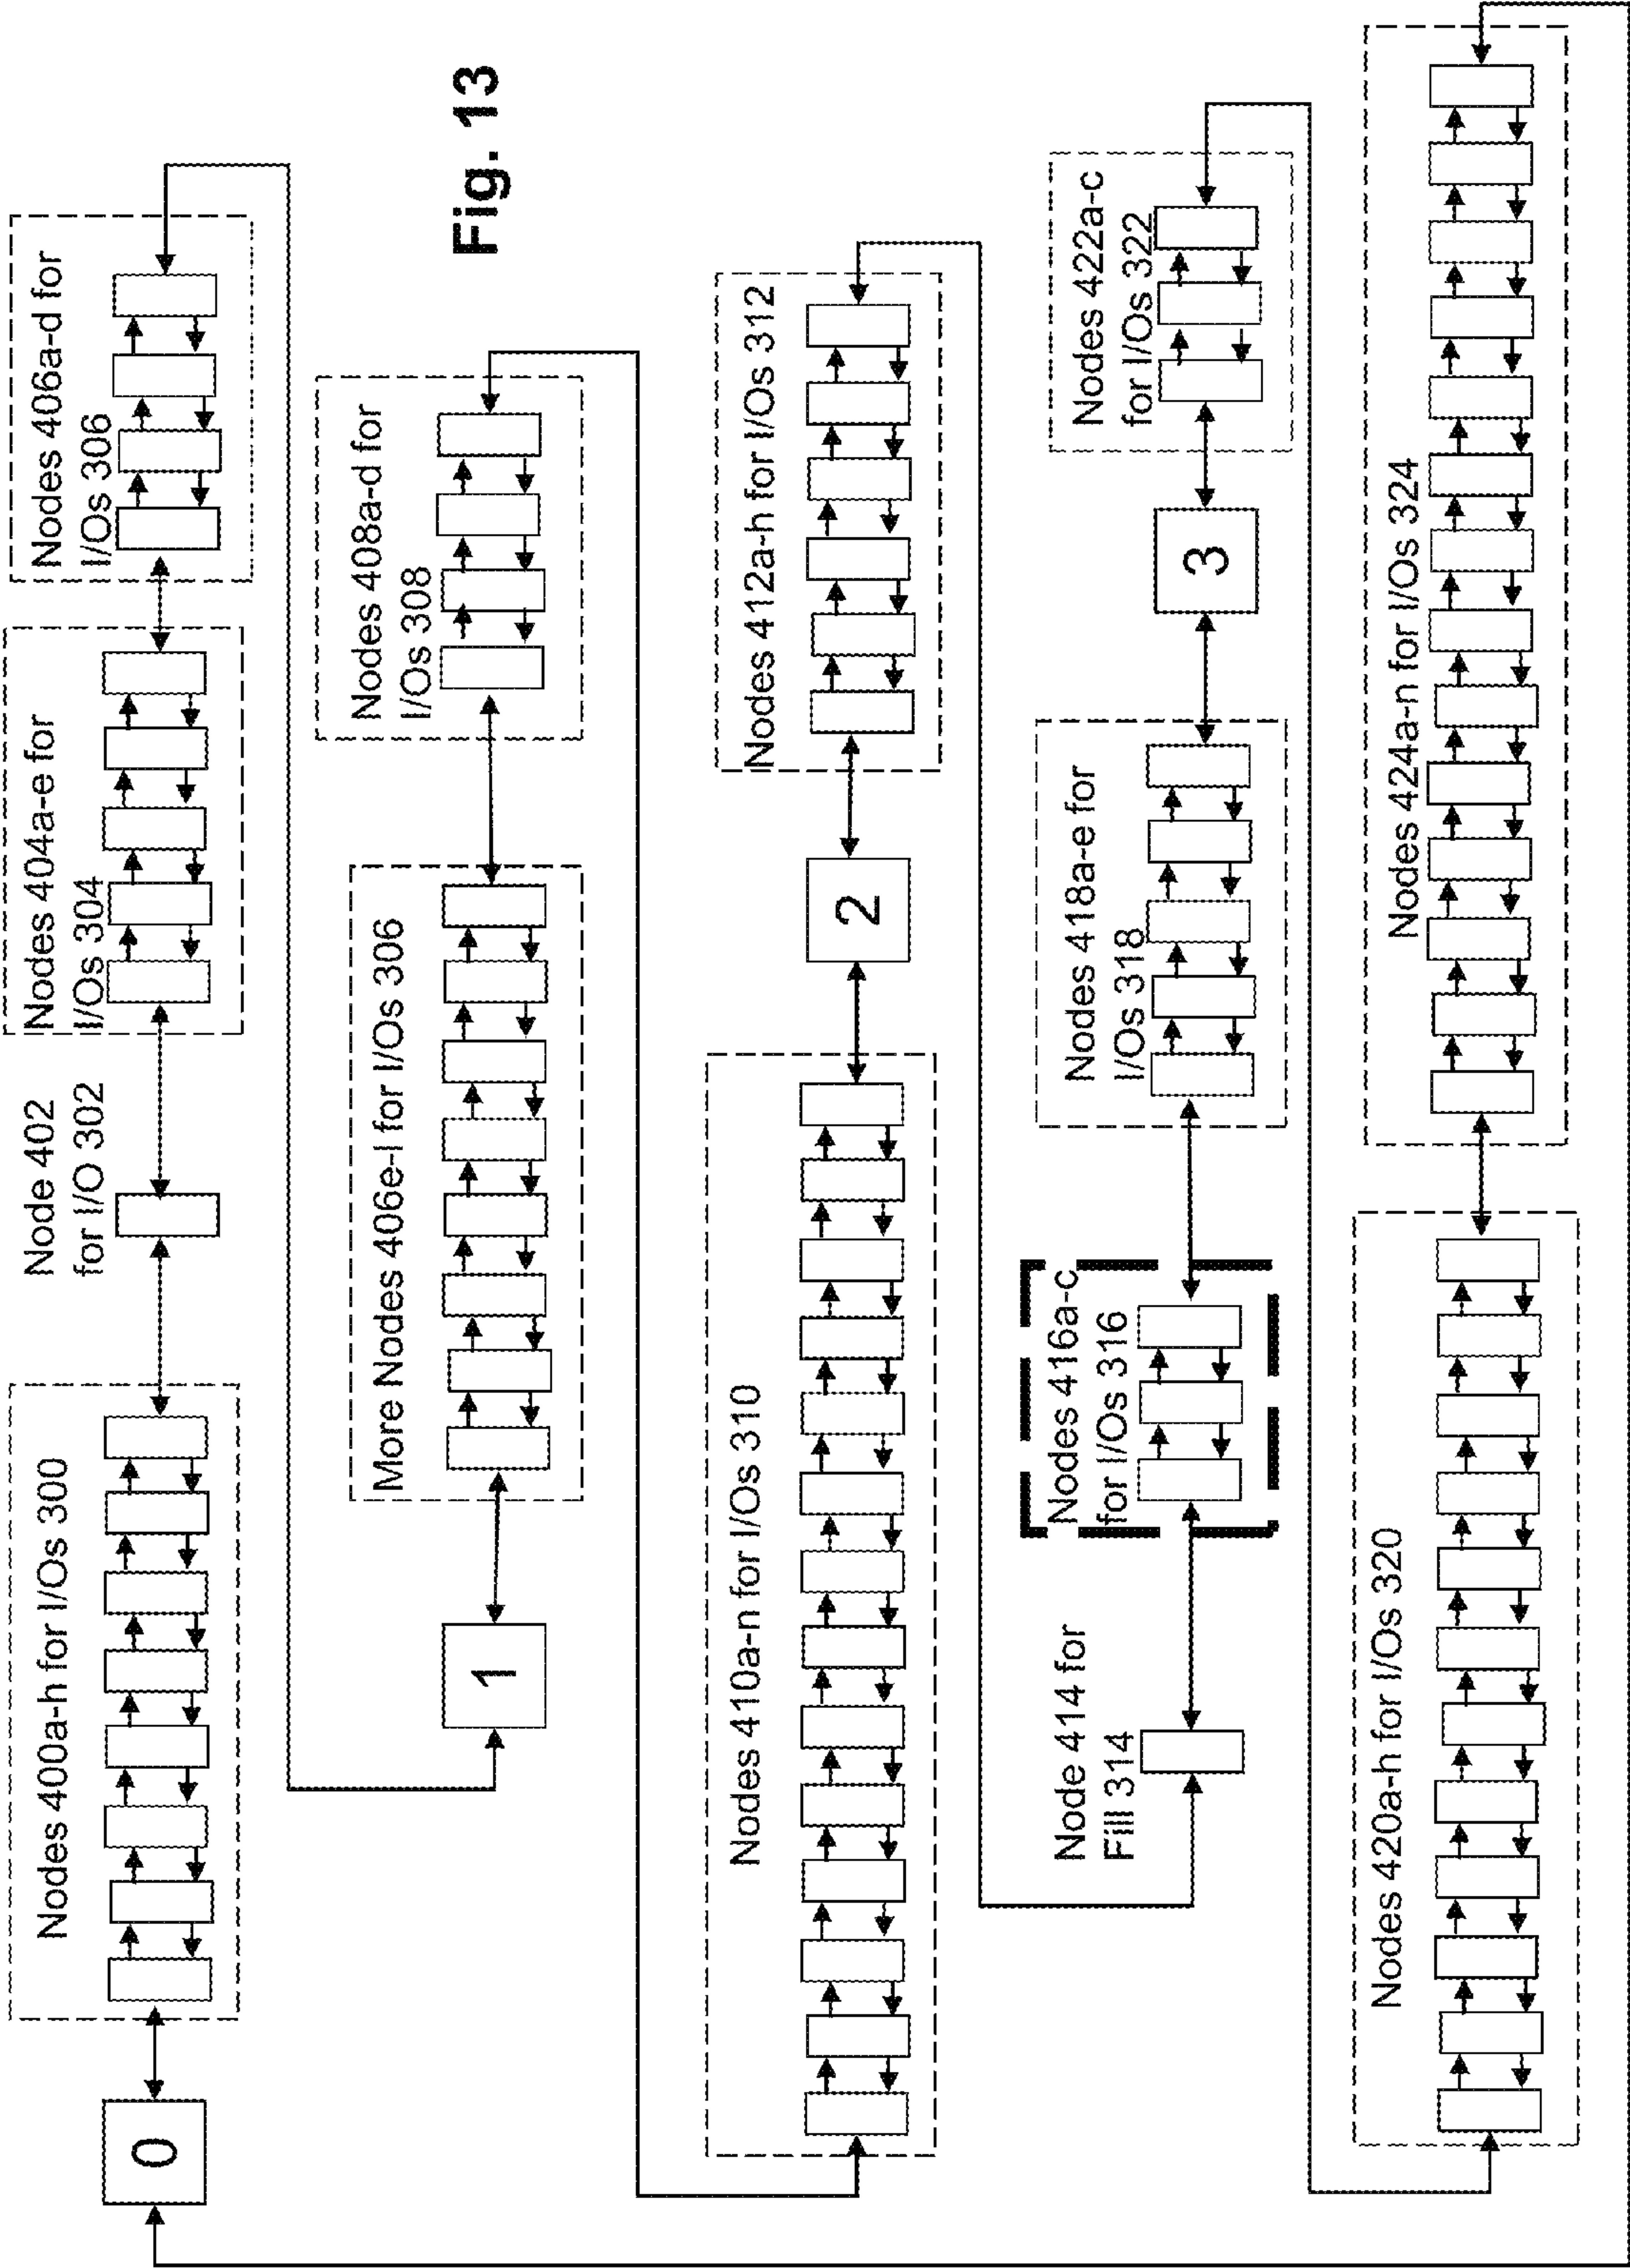 0
Nodes 400a-h for I/Os 300
Node 402
for I/O 302
Nodes 404a-e for
I/Os 304
Nodes 406a-d for
I/Os 306
1
More Nodes 406e-l for I/Os 306
Nodes 408a-d for
I/Os 308
Fig. 13
Nodes 410a-n for I/Os 310
2
Nodes 412a-h for I/Os 312
Node 414 for
Fill 314
Nodes 416a-c
for I/Os 316
Nodes 418a-e for
I/Os 318
3
Nodes 422a-c
for I/Os 322
Nodes 420a-h for I/Os 320
Nodes 424a-n for I/Os 324